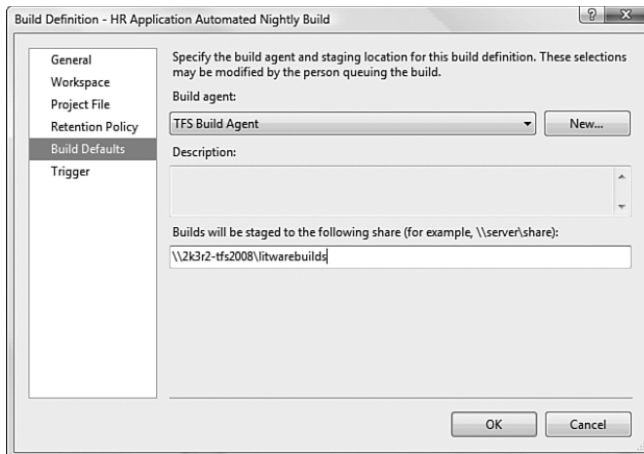 Build Definition - HR Application Automated Nightly Build
General
Workspace
Project File
Retention Policy
Build Defaults
Trigger
Specify the build agent and staging location for this build definition. These selections
may be modified by the person queuing the build.
Build agent:
TFS Build Agent
New...
Description:
Builds will be staged to the following share (for example, \\server\share):
\\2k3r2-tfs2008\litwarebuilds
OK
Cancel